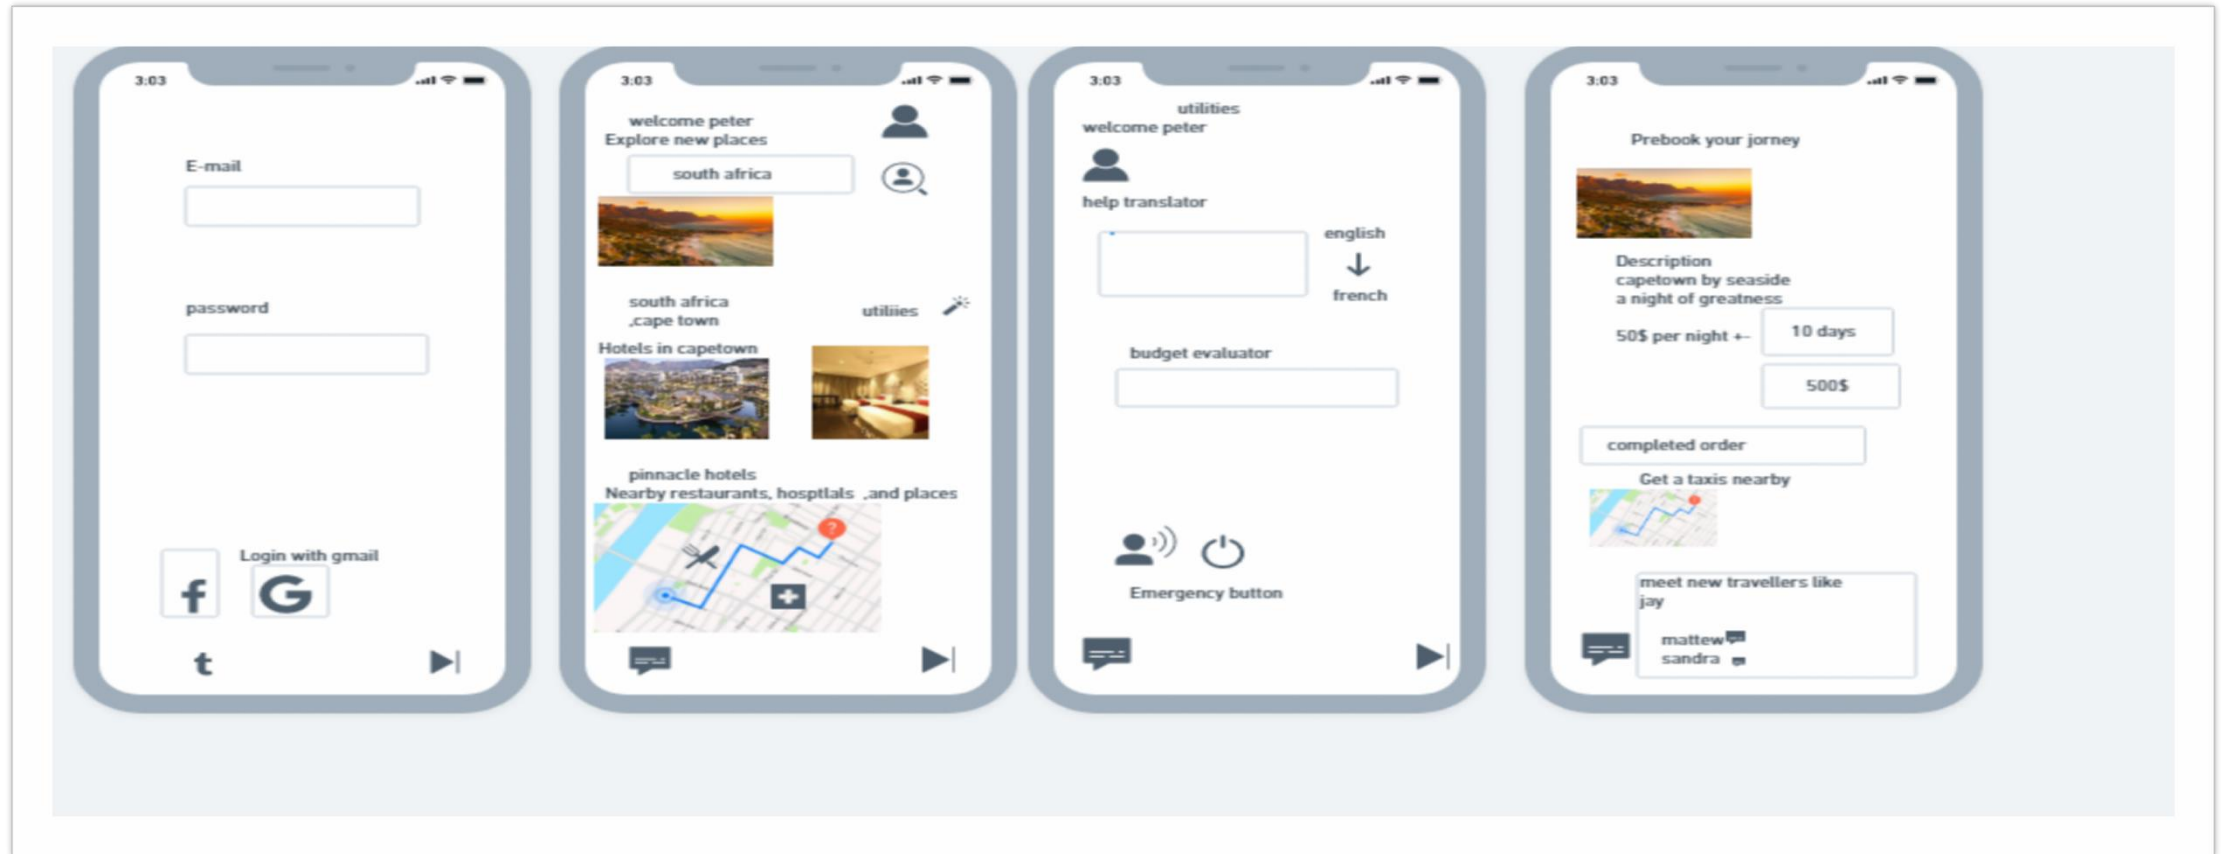 3:03
E-mail
password
Login with gmail
f
G
t
3:03
welcome peter
Explore new places
south africa
south africa
,cape town
utiliies
Hotels in capetown
pinnacle hotels
Nearby restaurants, hosptlals ,and places
?
3:03
utilities
welcome peter
help translator
english
french
budget evaluator
Emergency button
3:03
Prebook your jorney
Description
capetown by seaside
a night of greatness
50$ per night +-
10 days
500$
completed order
Get a taxis nearby
meet new travellers like
jay
mattew
sandra